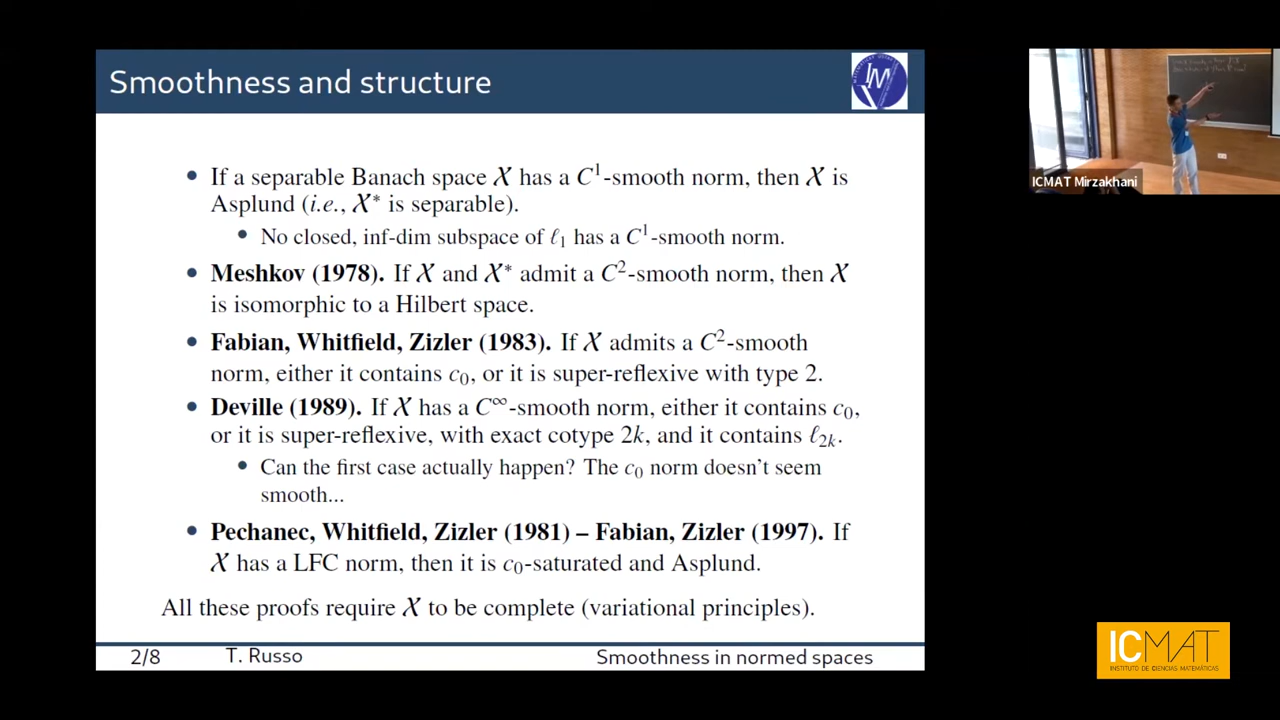 Smoothness and structure
• If a separable Banach space 𝒳 has a C¹-smooth norm, then 𝒳 is
Asplund (i.e., 𝒳* is separable).
• No closed, inf-dim subspace of ℓ₁ has a C¹-smooth norm.
• Meshkov (1978). If 𝒳 and 𝒳* admit a C²-smooth norm, then 𝒳
is isomorphic to a Hilbert space.
• Fabian, Whitfield, Zizler (1983). If 𝒳 admits a C²-smooth
norm, either it contains c₀, or it is super-reflexive with type 2.
• Deville (1989). If 𝒳 has a C^∞-smooth norm, either it contains c₀,
or it is super-reflexive, with exact cotype 2k, and it contains ℓ₂ₖ.
• Can the first case actually happen? The c₀ norm doesn't seem
smooth...
• Pechanec, Whitfield, Zizler (1981) – Fabian, Zizler (1997). If
𝒳 has a LFC norm, then it is c₀-saturated and Asplund.
All these proofs require 𝒳 to be complete (variational principles).
2/8 T. Russo Smoothness in normed spaces
ICMAT Mirzakhani
ICMAT
INSTITUTO DE CIENCIAS MATEMÁTICAS